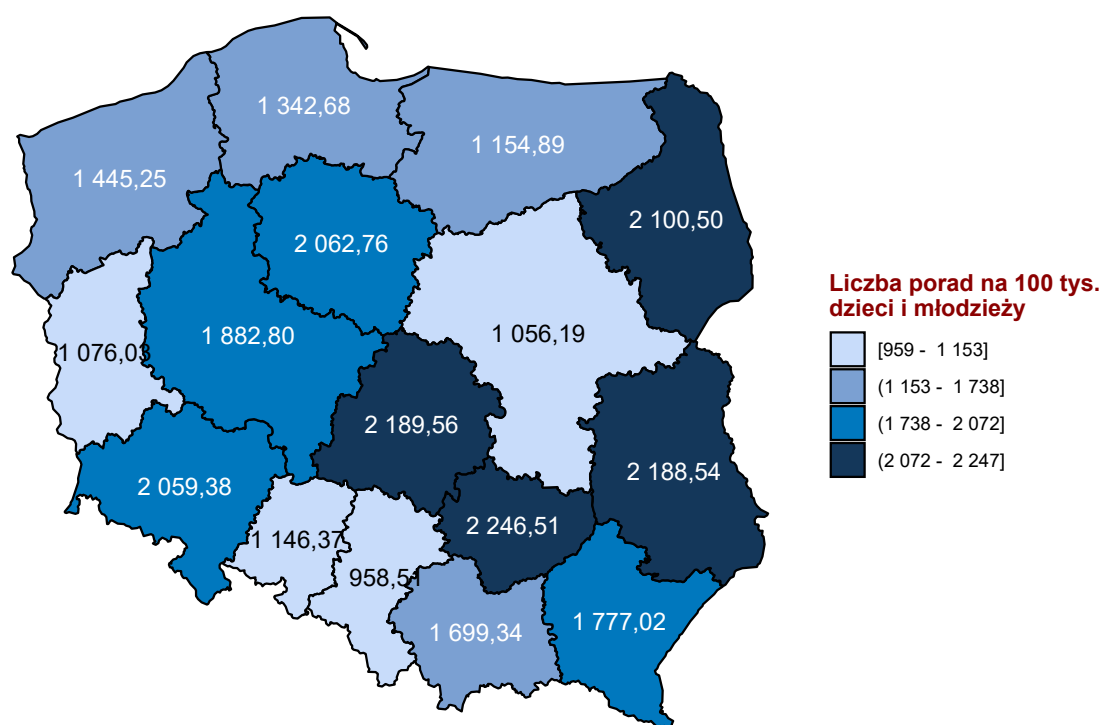 1 342,68
1 154,89
1 445,25
2 100,50
2 062,76
1 882,80
1 056,19
1 076,03
2 189,56
2 188,54
2 059,38
2 246,51
1 146,37
958,51
1 699,34
1 777,02
Liczba porad na 100 tys.
dzieci i młodzieży
[959 - 1 153]
(1 153 - 1 738]
(1 738 - 2 072]
(2 072 - 2 247]